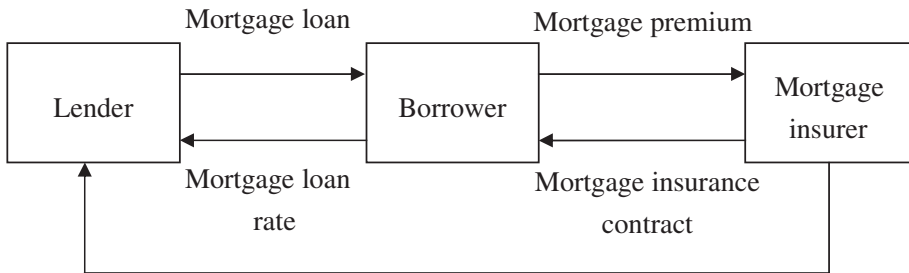 Mortgage loan
Mortgage premium
Lender
Borrower
Mortgage
insurer
Mortgage loan
rate
Mortgage insurance
contract